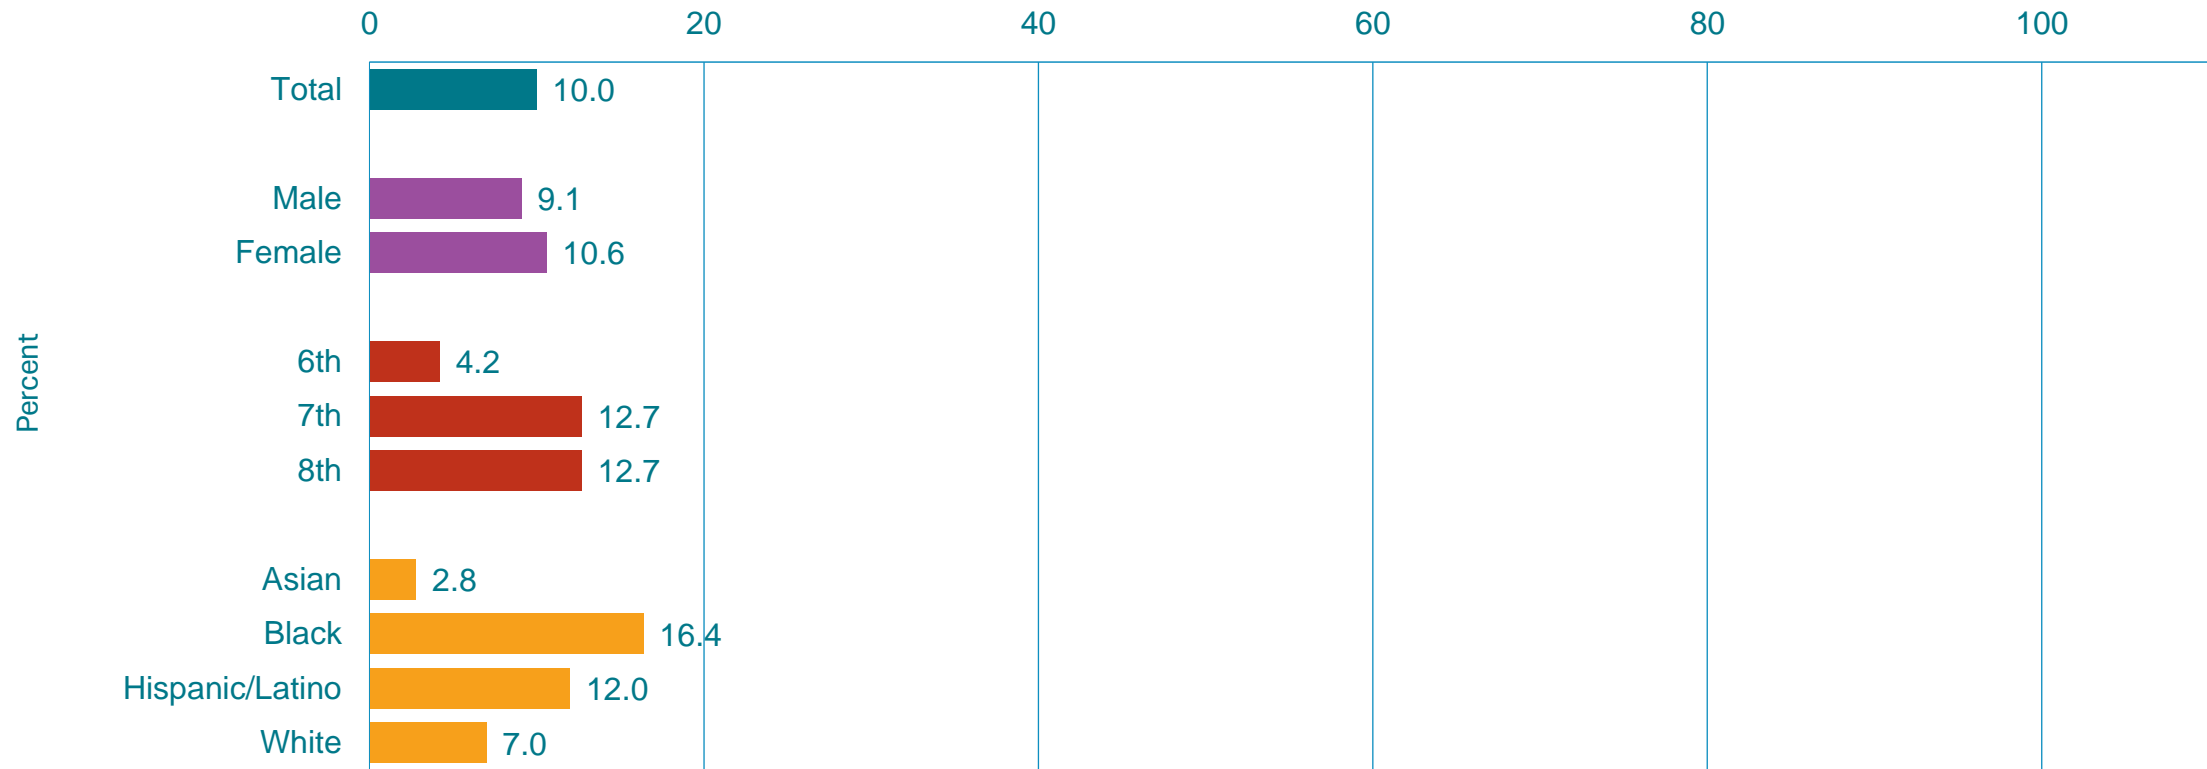 0 20 40 60 80 100
Total 10.0
Male 9.1
Female 10.6
Percent
6th 4.2
7th 12.7
8th 12.7
Asian 2.8
Black 16.4
Hispanic/Latino 12.0
White 7.0